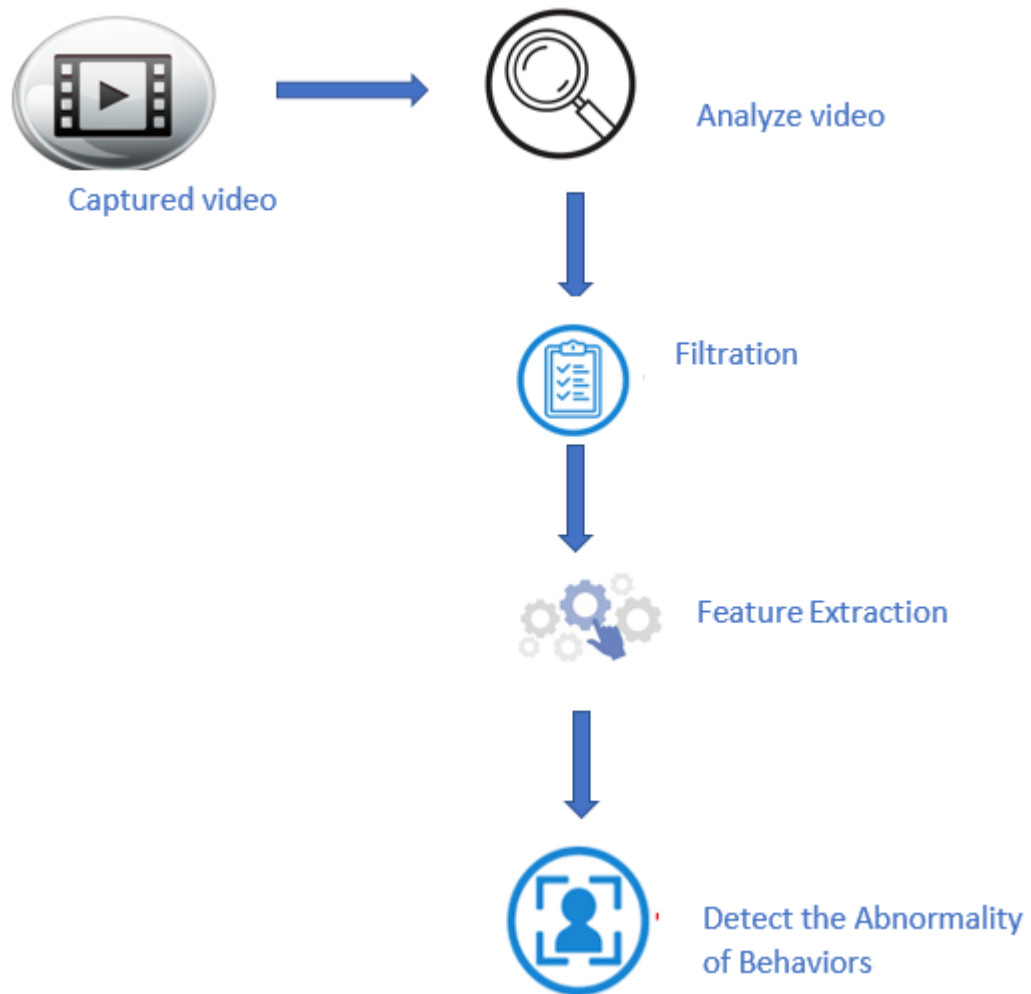 Captured video
Analyze video
Filtration
Feature Extraction
Detect the Abnormality
of Behaviors